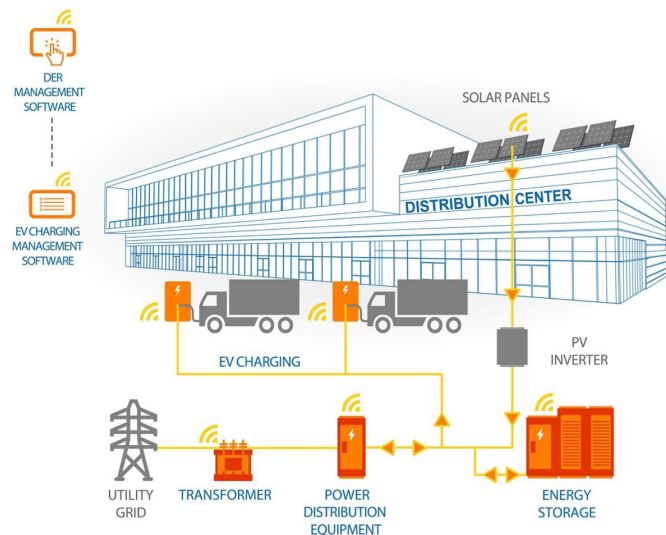 DER
MANAGEMENT
SOFTWARE
SOLAR PANELS
DISTRIBUTION CENTER
EV CHARGING
MANAGEMENT
SOFTWARE
PV
INVERTER
EV CHARGING
UTILITY
GRID
TRANSFORMER
POWER
DISTRIBUTION
EQUIPMENT
ENERGY
STORAGE